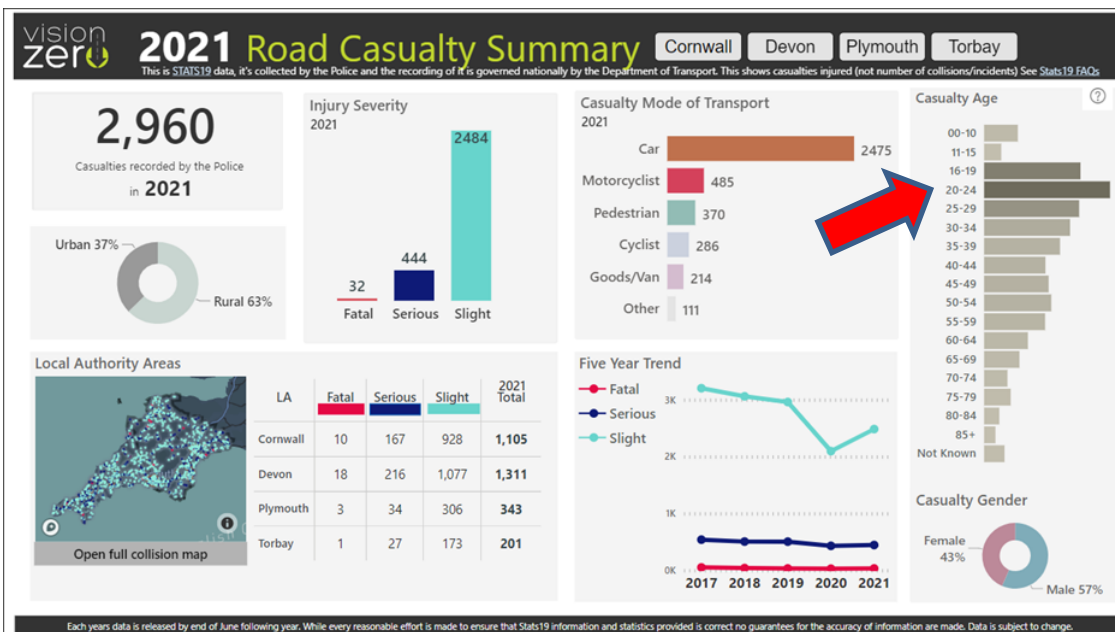 vision
zero
2021 Road Casualty Summary
Cornwall Devon Plymouth Torbay
This is STATS19 data, it's collected by the Police and the recording of it is governed nationally by the Department of Transport. This shows casualties injured (not number of collisions/incidents) See Stats19 FAQs
2,960
Casualties recorded by the Police
in 2021
Urban 37%
Rural 63%
Injury Severity
2021
2484
444
32
Fatal Serious Slight
Casualty Mode of Transport
2021
Car 2475
Motorcyclist 485
Pedestrian 370
Cyclist 286
Goods/Van 214
Other 111
Casualty Age
?
00-10
11-15
16-19
20-24
25-29
30-34
35-39
40-44
45-49
50-54
55-59
60-64
65-69
70-74
75-79
80-84
85+
Not Known
Local Authority Areas
Open full collision map
LA Fatal Serious Slight 2021
Total
Cornwall 10 167 928 1,105
Devon 18 216 1,077 1,311
Plymouth 3 34 306 343
Torbay 1 27 173 201
Five Year Trend
Fatal
Serious
Slight
3K
2K
1K
0K
2017 2018 2019 2020 2021
Casualty Gender
Female
43%
Male 57%
Each years data is released by end of June following year. While every reasonable effort is made to ensure that Stats19 information and statistics provided is correct no guarantees for the accuracy of information are made. Data is subject to change.